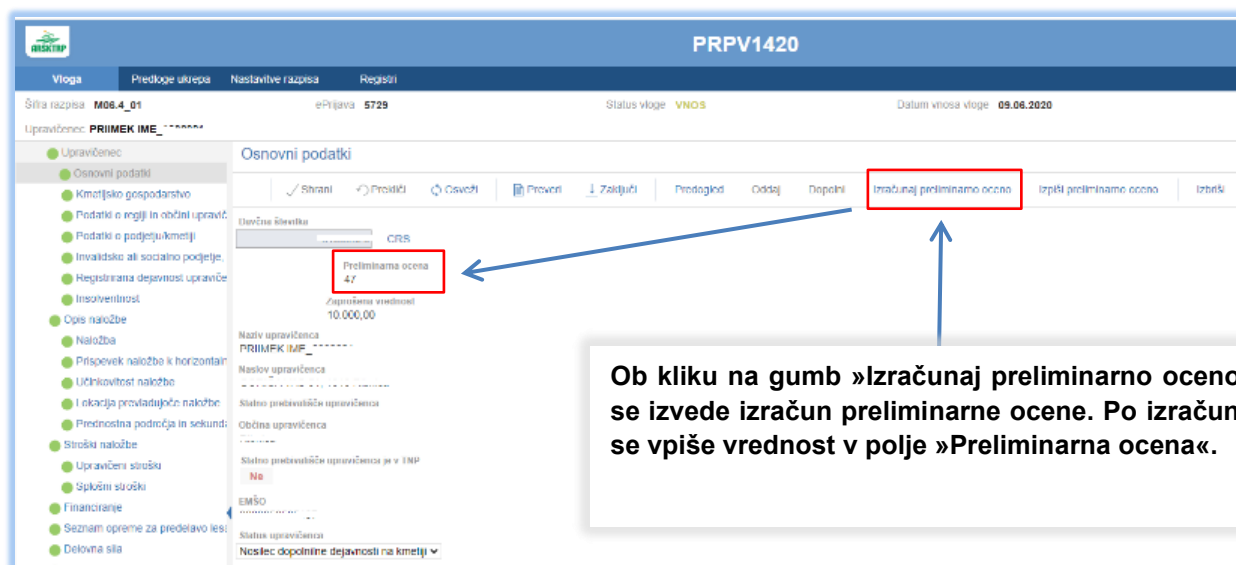 ARSKTRP
PRPV1420
Vloga Predloge ukrepa Nastavitve razpisa Registri
Šifra razpisa M06.4_01 ePrijava 5729 Status vloge VNOS Datum vnosa vloge 09.06.2020
Upravičenec PRIIMEK IME_
Upravičenec
Osnovni podatki
Kmetijsko gospodarstvo
Podatki o regiji in občini upravič
Podatki o podjetju/kmetiji
Invalidsko ali socialno podjetje,
Registrirana dejavnost upraviče
Insolventnost
Opis naložbe
Naložba
Prispevek naložbe k horizontaln
Učinkovitost naložbe
Lokacija prevladujoče naložbe
Prednostna področja in sekunda
Stroški naložbe
Upravičeni stroški
Splošni stroški
Financiranje
Seznam opreme za predelavo les
Delovna sila
Osnovni podatki
Shrani Prekliči Osveži Preveri Zaključi Predogled Oddaj Dopolni Izračunaj preliminarno oceno Izpiši preliminarno oceno Izbriši
Davčna številka
CRS
Preliminarna ocena
47
Zaprošena vrednost
10.000,00
Naziv upravičenca
PRIIMEK IME_
Naslov upravičenca
Stalno prebivališče upravičenca
Občina upravičenca
Stalno prebivališče upravičenca je v TNP
Ne
EMŠO
Status upravičenca
Nosilec dopolnilne dejavnosti na kmetiji
Ob kliku na gumb »Izračunaj preliminarno oceno
se izvede izračun preliminarne ocene. Po izračun
se vpiše vrednost v polje »Preliminarna ocena«.